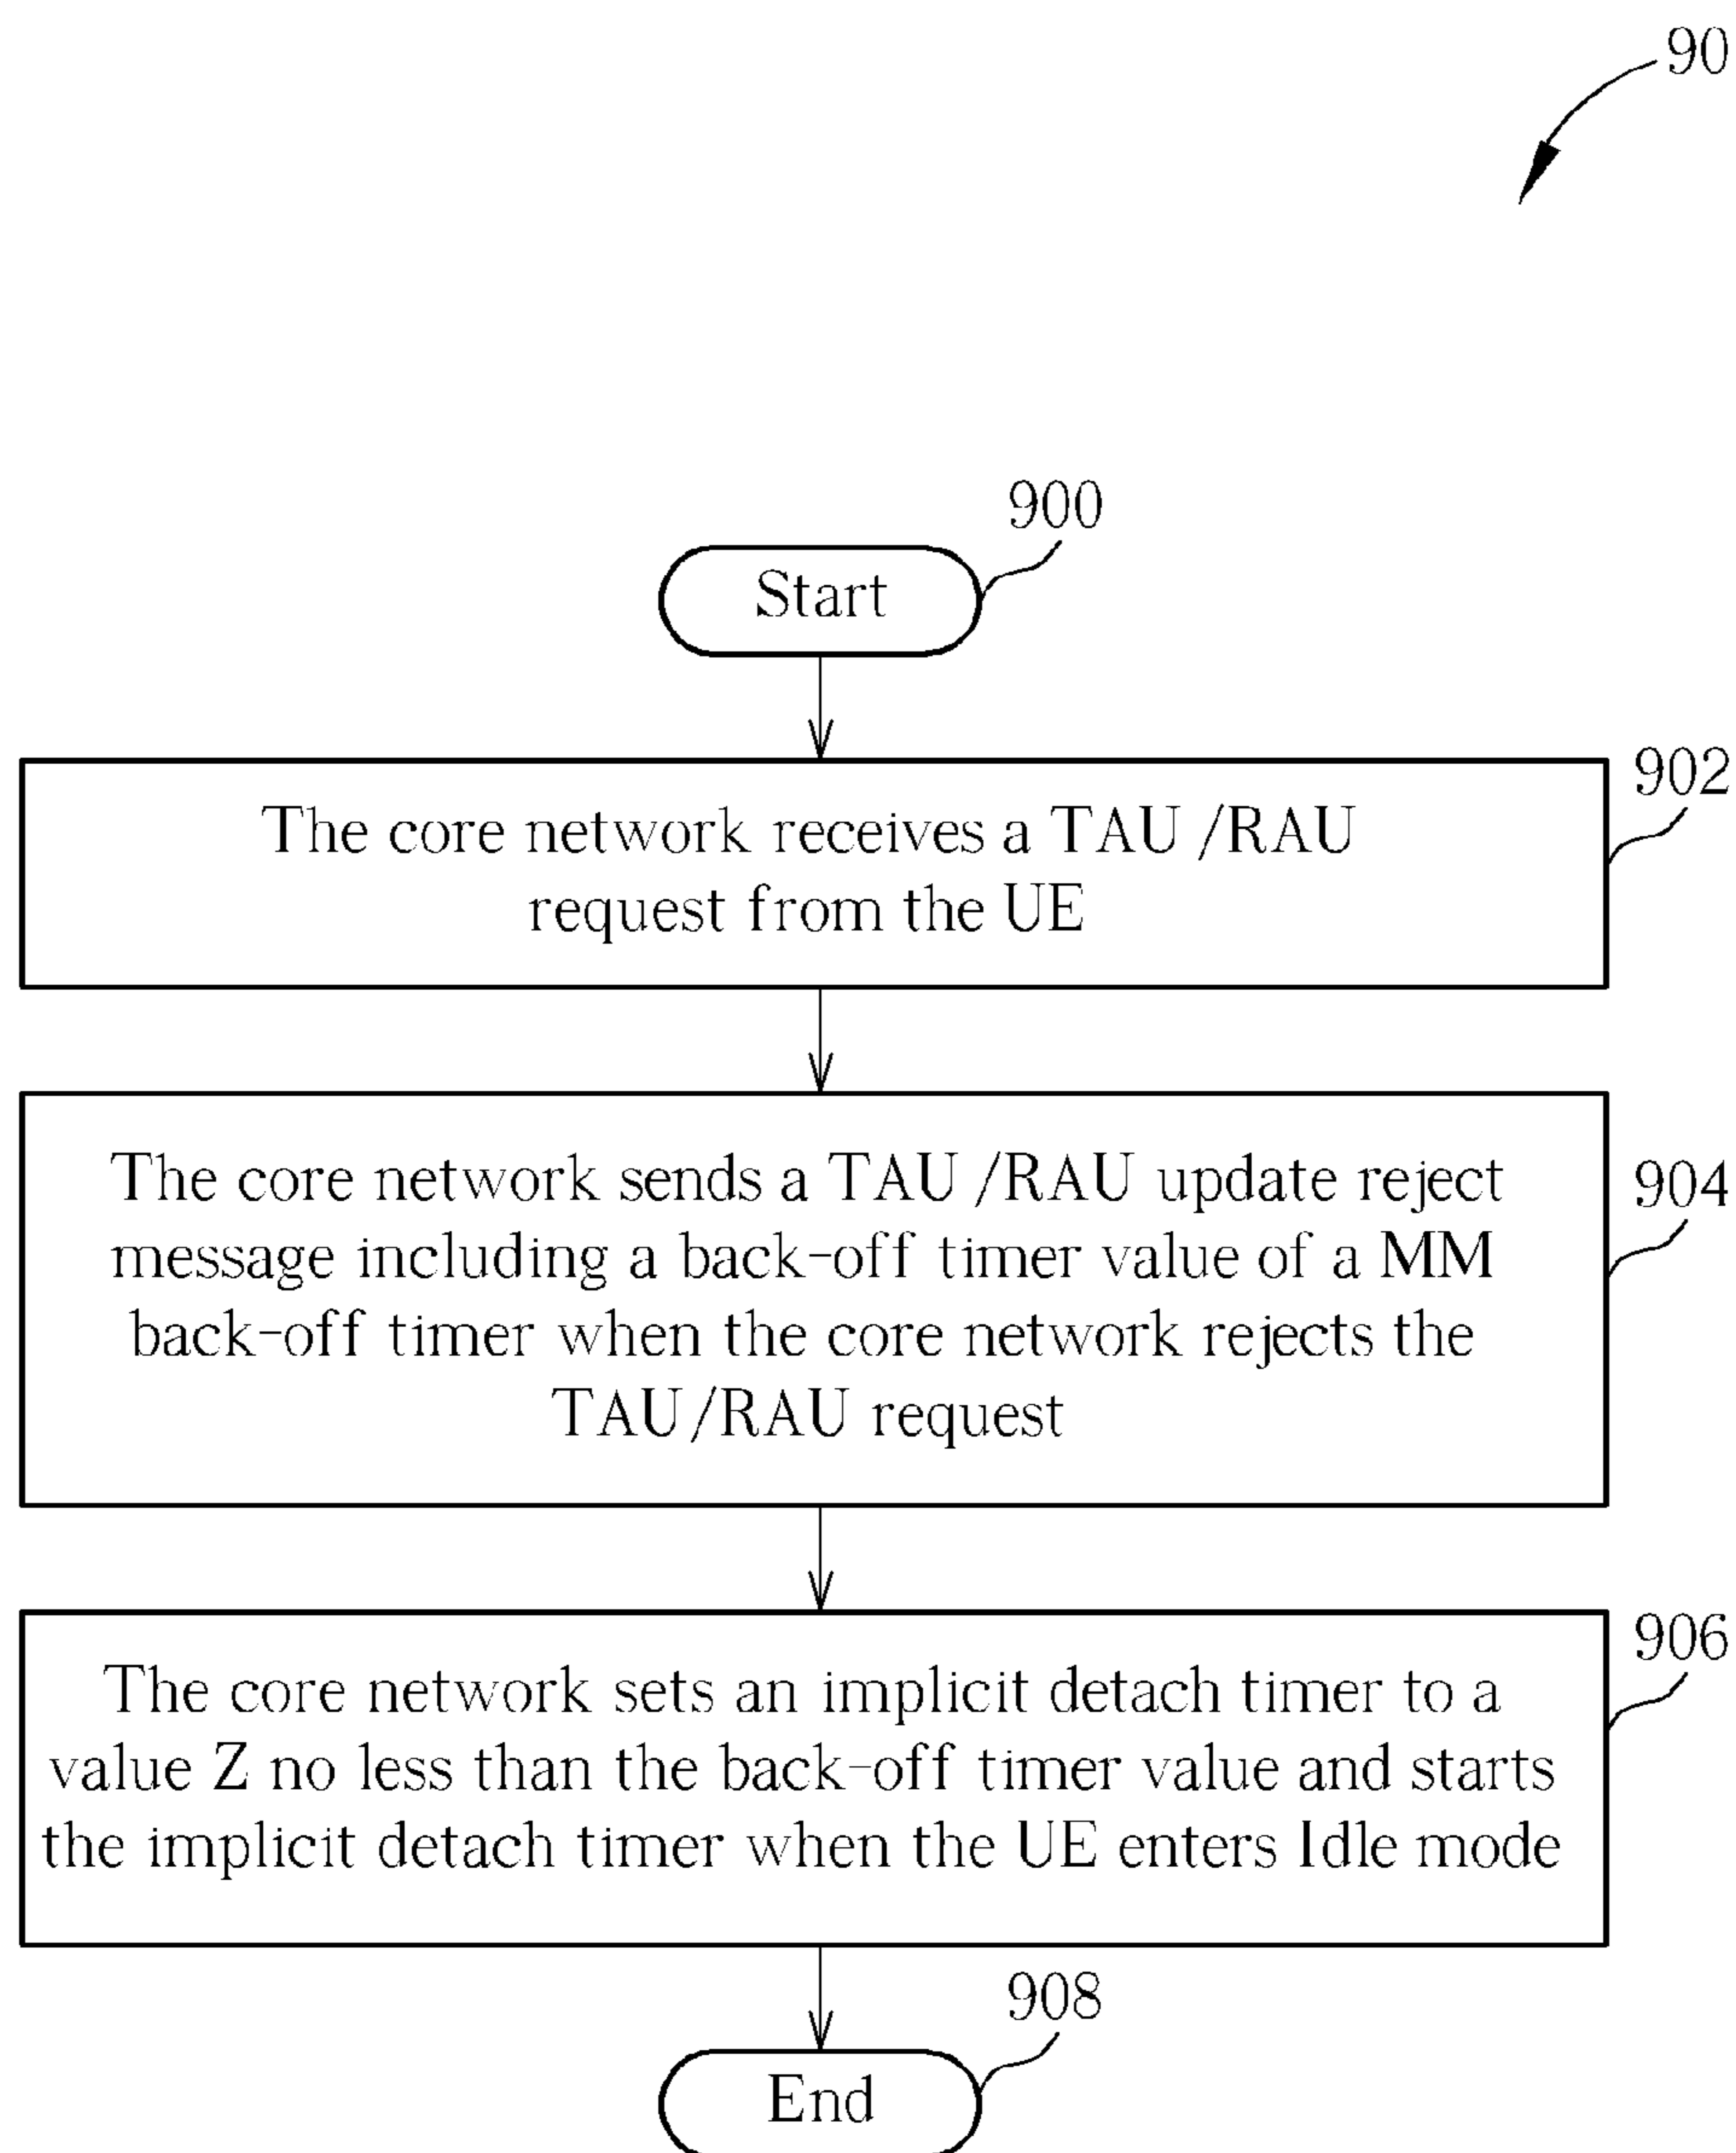 90
900
Start
902
The core network receives a TAU/RAU
request from the UE
904
The core network sends a TAU/RAU update reject
message including a back-off timer value of a MM
back-off timer when the core network rejects the
TAU/RAU request
906
The core network sets an implicit detach timer to a
value Z no less than the back-off timer value and starts
the implicit detach timer when the UE enters Idle mode
908
End